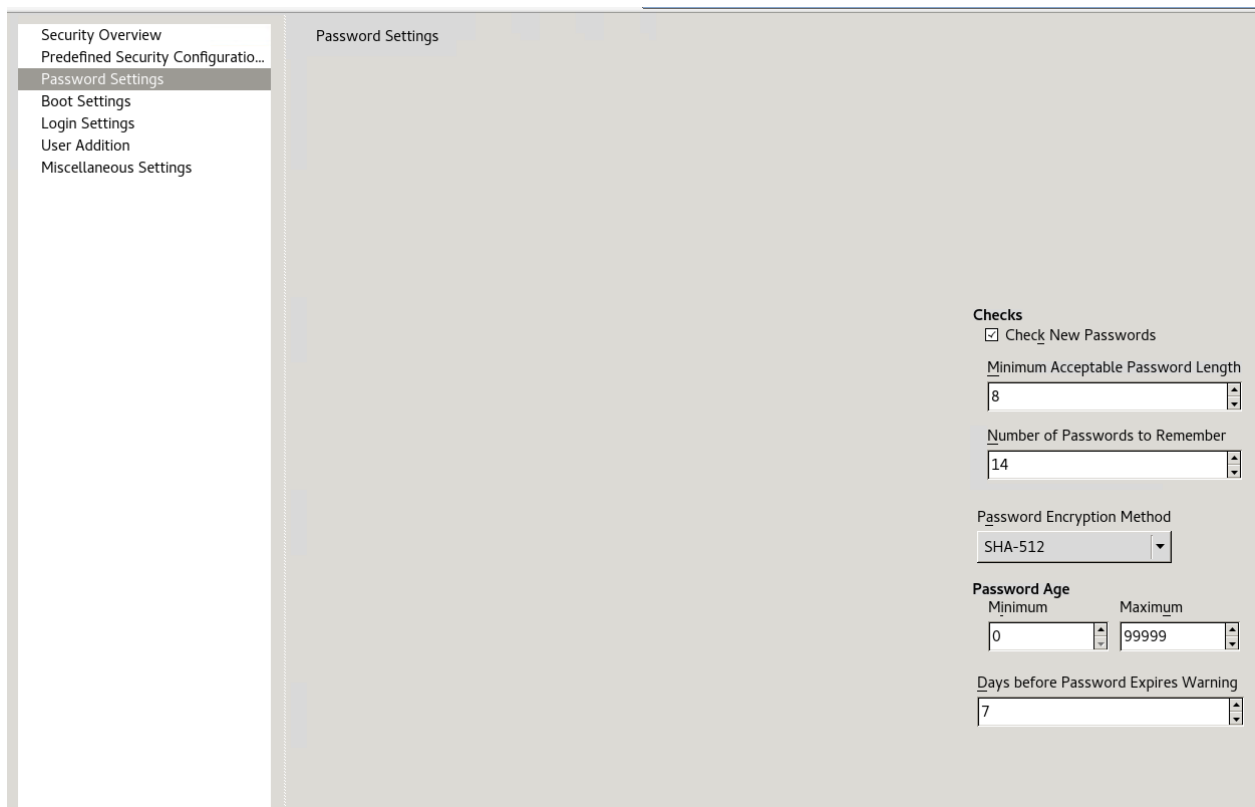 Security Overview
Predefined Security Configuratio...
Password Settings
Boot Settings
Login Settings
User Addition
Miscellaneous Settings
Password Settings
Checks
Check New Passwords
Minimum Acceptable Password Length
8
Number of Passwords to Remember
14
Password Encryption Method
SHA-512
Password Age
Minimum Maximum
0 99999
Days before Password Expires Warning
7